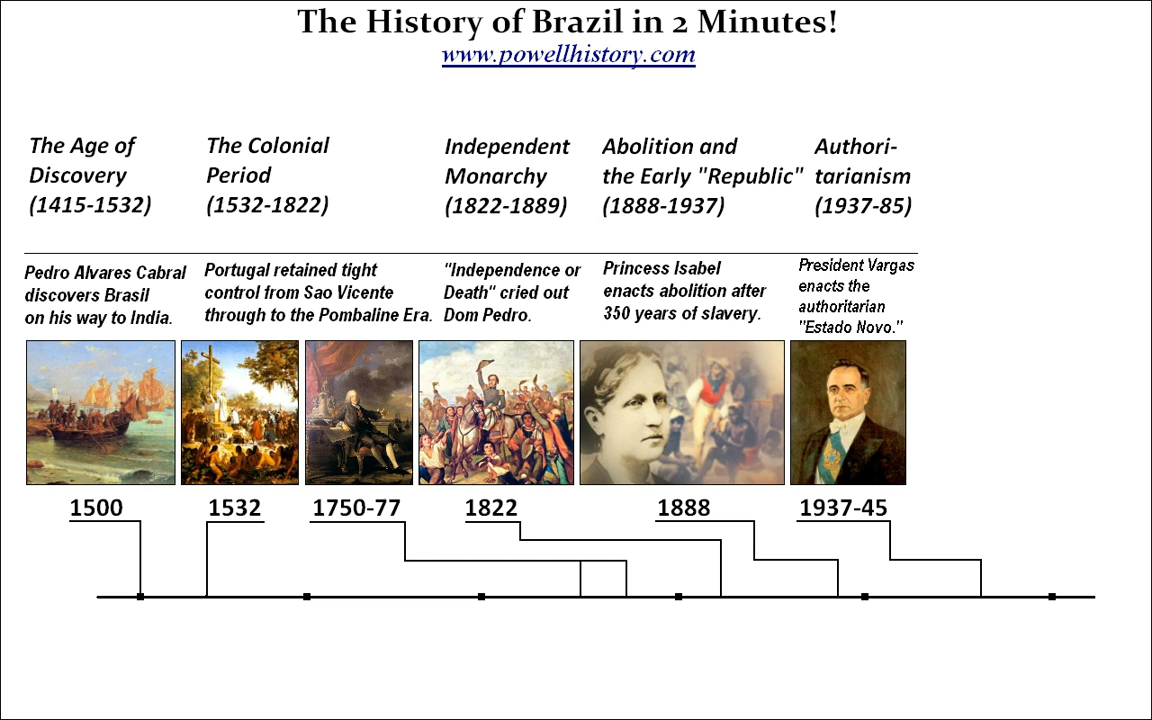 The History of Brazil in 2 Minutes!
www.powellhistory.com
The Age of
Discovery
(1415-1532)
The Colonial
Period
(1532-1822)
Independent
Monarchy
(1822-1889)
Abolition and
the Early "Republic"
(1888-1937)
Authori-
tarianism
(1937-85)
Pedro Alvares Cabral
discovers Brasil
on his way to India.
Portugal retained tight
control from Sao Vicente
through to the Pombaline Era.
"Independence or
Death" cried out
Dom Pedro.
Princess Isabel
enacts abolition after
350 years of slavery.
President Vargas
enacts the
authoritarian
"Estado Novo."
1500
1532
1750-77
1822
1888
1937-45